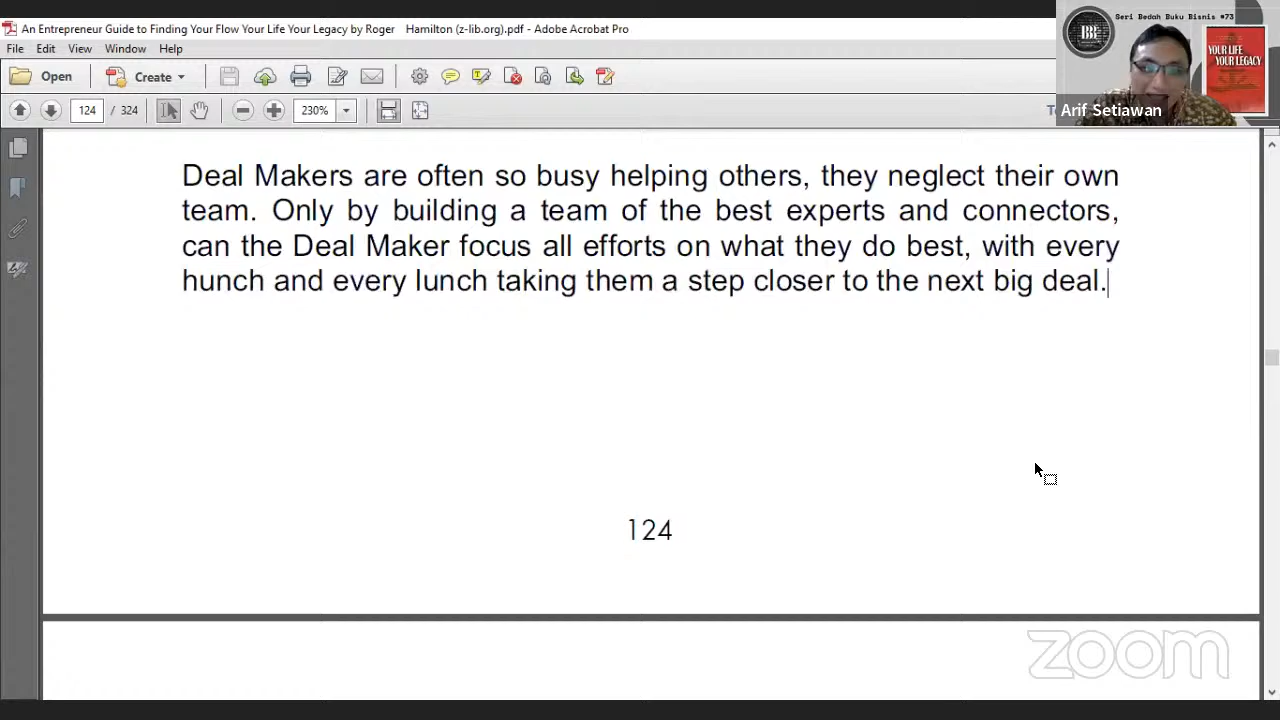 An Entrepreneur Guide to Finding Your Flow Your Life Your Legacy by Roger Hamilton (z-lib.org).pdf - Adobe Acrobat Pro
File Edit View Window Help
Open Create
124 / 324 230%
Seri Bedah Buku Bisnis #73
BBB
YOUR LIFE
YOUR LEGACY
Arif Setiawan
Deal Makers are often so busy helping others, they neglect their own
team. Only by building a team of the best experts and connectors,
can the Deal Maker focus all efforts on what they do best, with every
hunch and every lunch taking them a step closer to the next big deal.
124
zoom